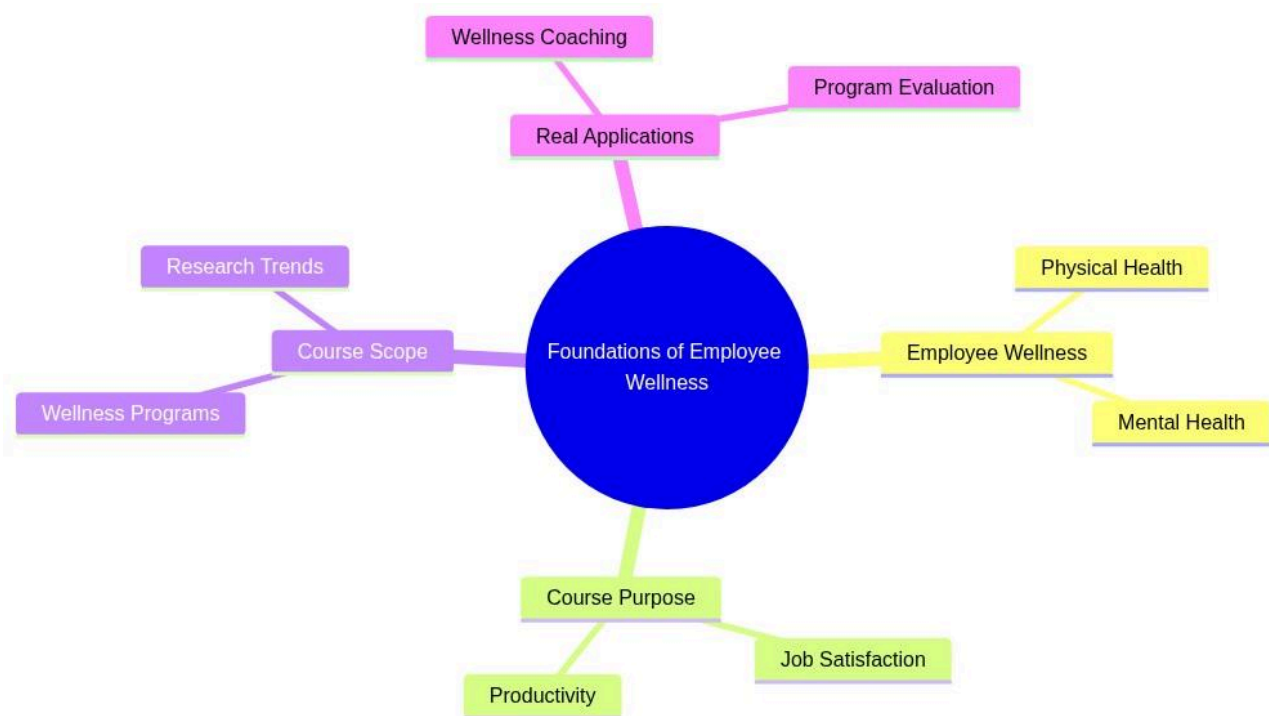 Wellness Coaching
Program Evaluation
Real Applications
Research Trends
Physical Health
Course Scope
Foundations of Employee
Wellness
Employee Wellness
Wellness Programs
Mental Health
Course Purpose
Job Satisfaction
Productivity